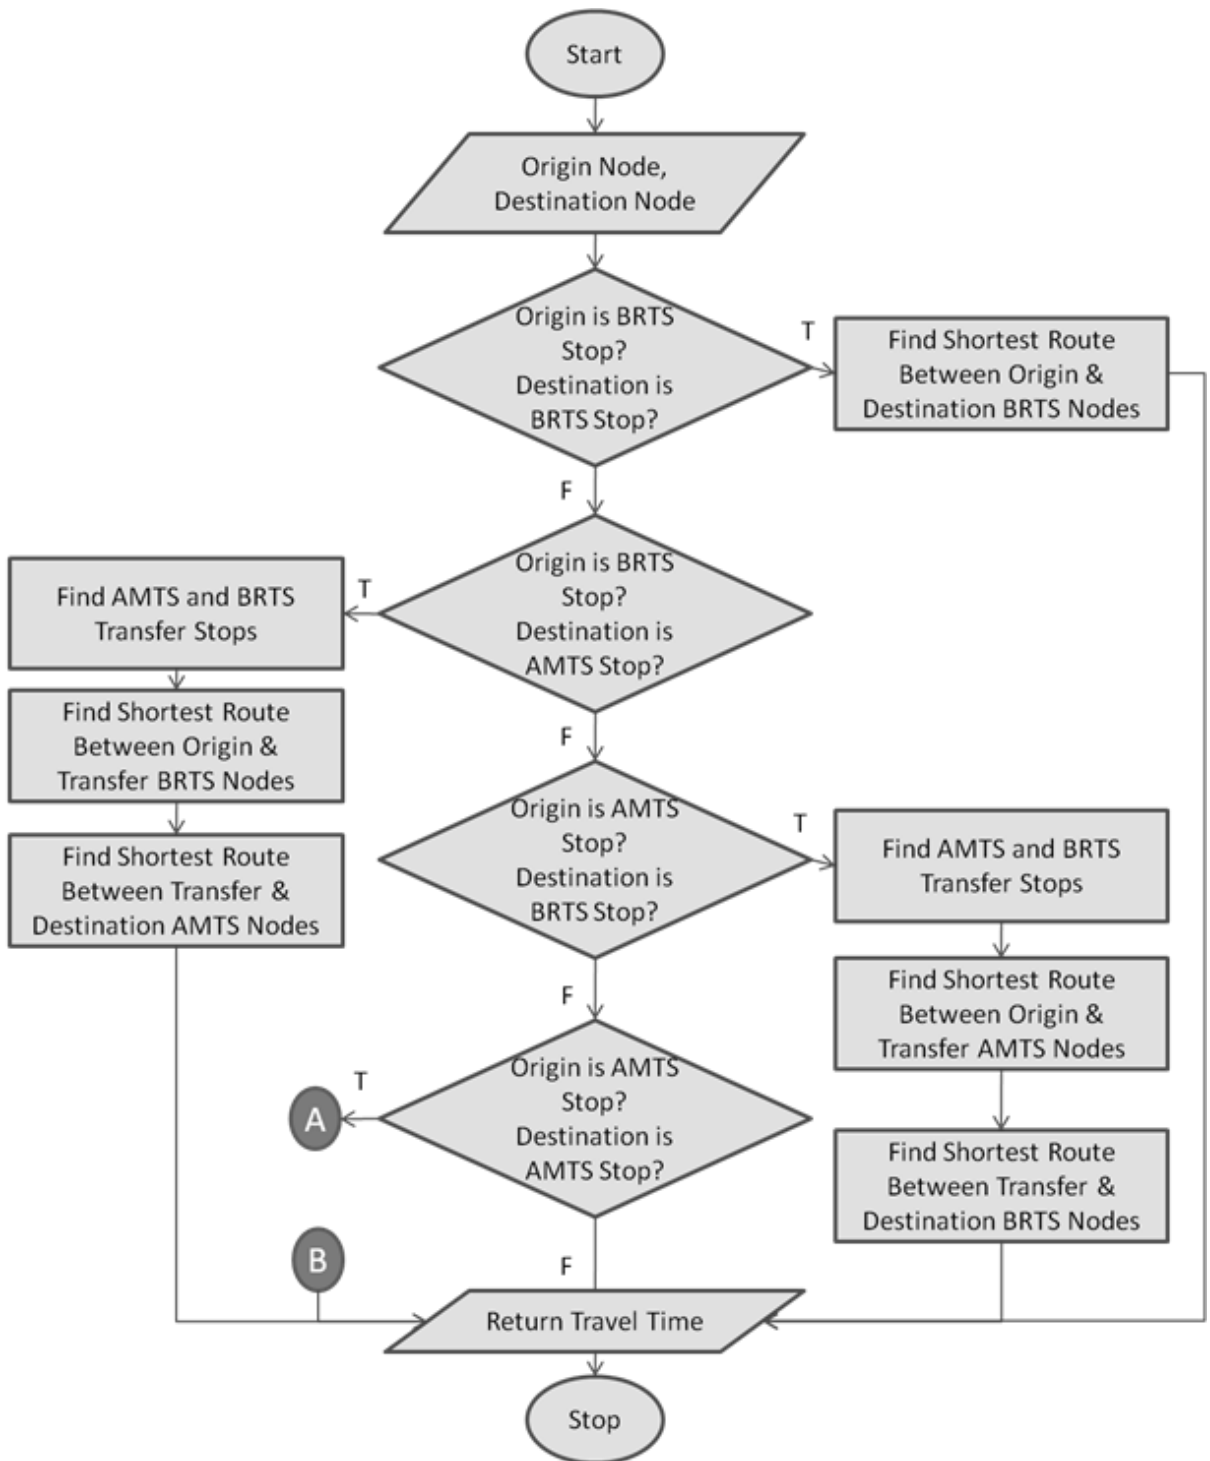 Start
Origin Node,
Destination Node
Origin is BRTS
Stop?
Destination is
BRTS Stop?
T
Find Shortest Route
Between Origin &
Destination BRTS Nodes
F
Origin is BRTS
Stop?
Destination is
AMTS Stop?
T
Find AMTS and BRTS
Transfer Stops
Find Shortest Route
Between Origin &
Transfer BRTS Nodes
Find Shortest Route
Between Transfer &
Destination AMTS Nodes
F
Origin is AMTS
Stop?
Destination is
BRTS Stop?
T
Find AMTS and BRTS
Transfer Stops
Find Shortest Route
Between Origin &
Transfer AMTS Nodes
Find Shortest Route
Between Transfer &
Destination BRTS Nodes
F
Origin is AMTS
Stop?
Destination is
AMTS Stop?
T
A
B
F
Return Travel Time
Stop